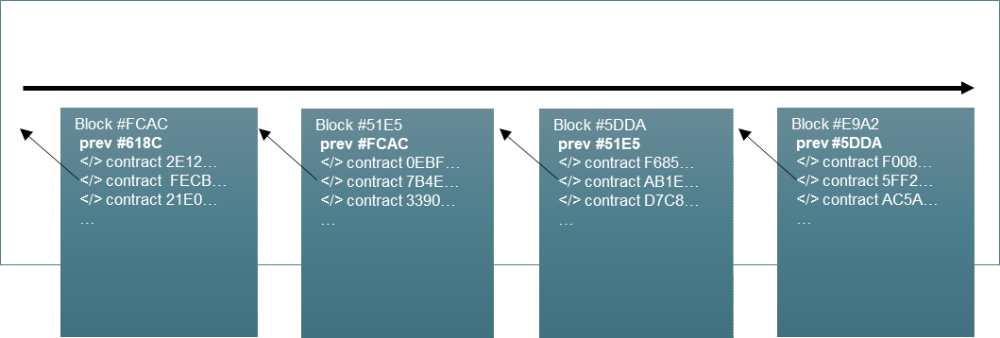 Block #FCAC
prev #618C
</> contract 2E12…
</> contract  FECB…
</> contract 21E0…
…
Block #51E5
prev #FCAC
</> contract 0EBF…
</> contract 7B4E…
</> contract 3390…
…
Block #5DDA
prev #51E5
</> contract F685…
</> contract AB1E…
</> contract D7C8…
…
Block #E9A2
prev #5DDA
</> contract F008…
</> contract 5FF2…
</> contract AC5A…
…